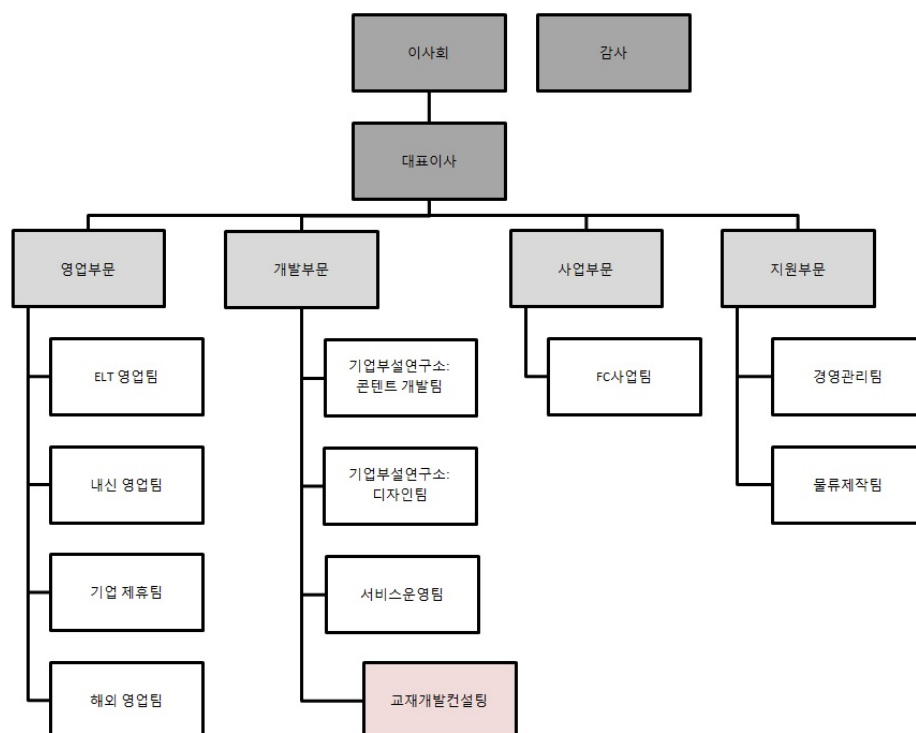 이사회
감사
대표이사
영업부문
개발부문
사업부문
지원부문
ELT 영업팀
기업부설연구소:
콘텐트 개발팀
FC사업팀
경영관리팀
내신 영업팀
기업부설연구소:
디자인팀
물류제작팀
기업 제휴팀
서비스운영팀
해외 영업팀
교재개발컨설팅